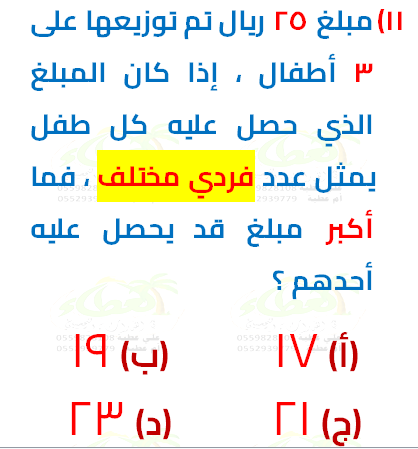 ١١) مبلغ ٢٥ ريال تم توزيعها على
٣ أطفال ، إذا كان المبلغ
الذي حصل عليه كل طفل
يمثل عدد فردي مختلف ، فما
أكبر مبلغ قد يحصل عليه
أحدهم ؟
(أ) ١٧ (ب) ١٩
(ج) ٢١ (د) ٢٣